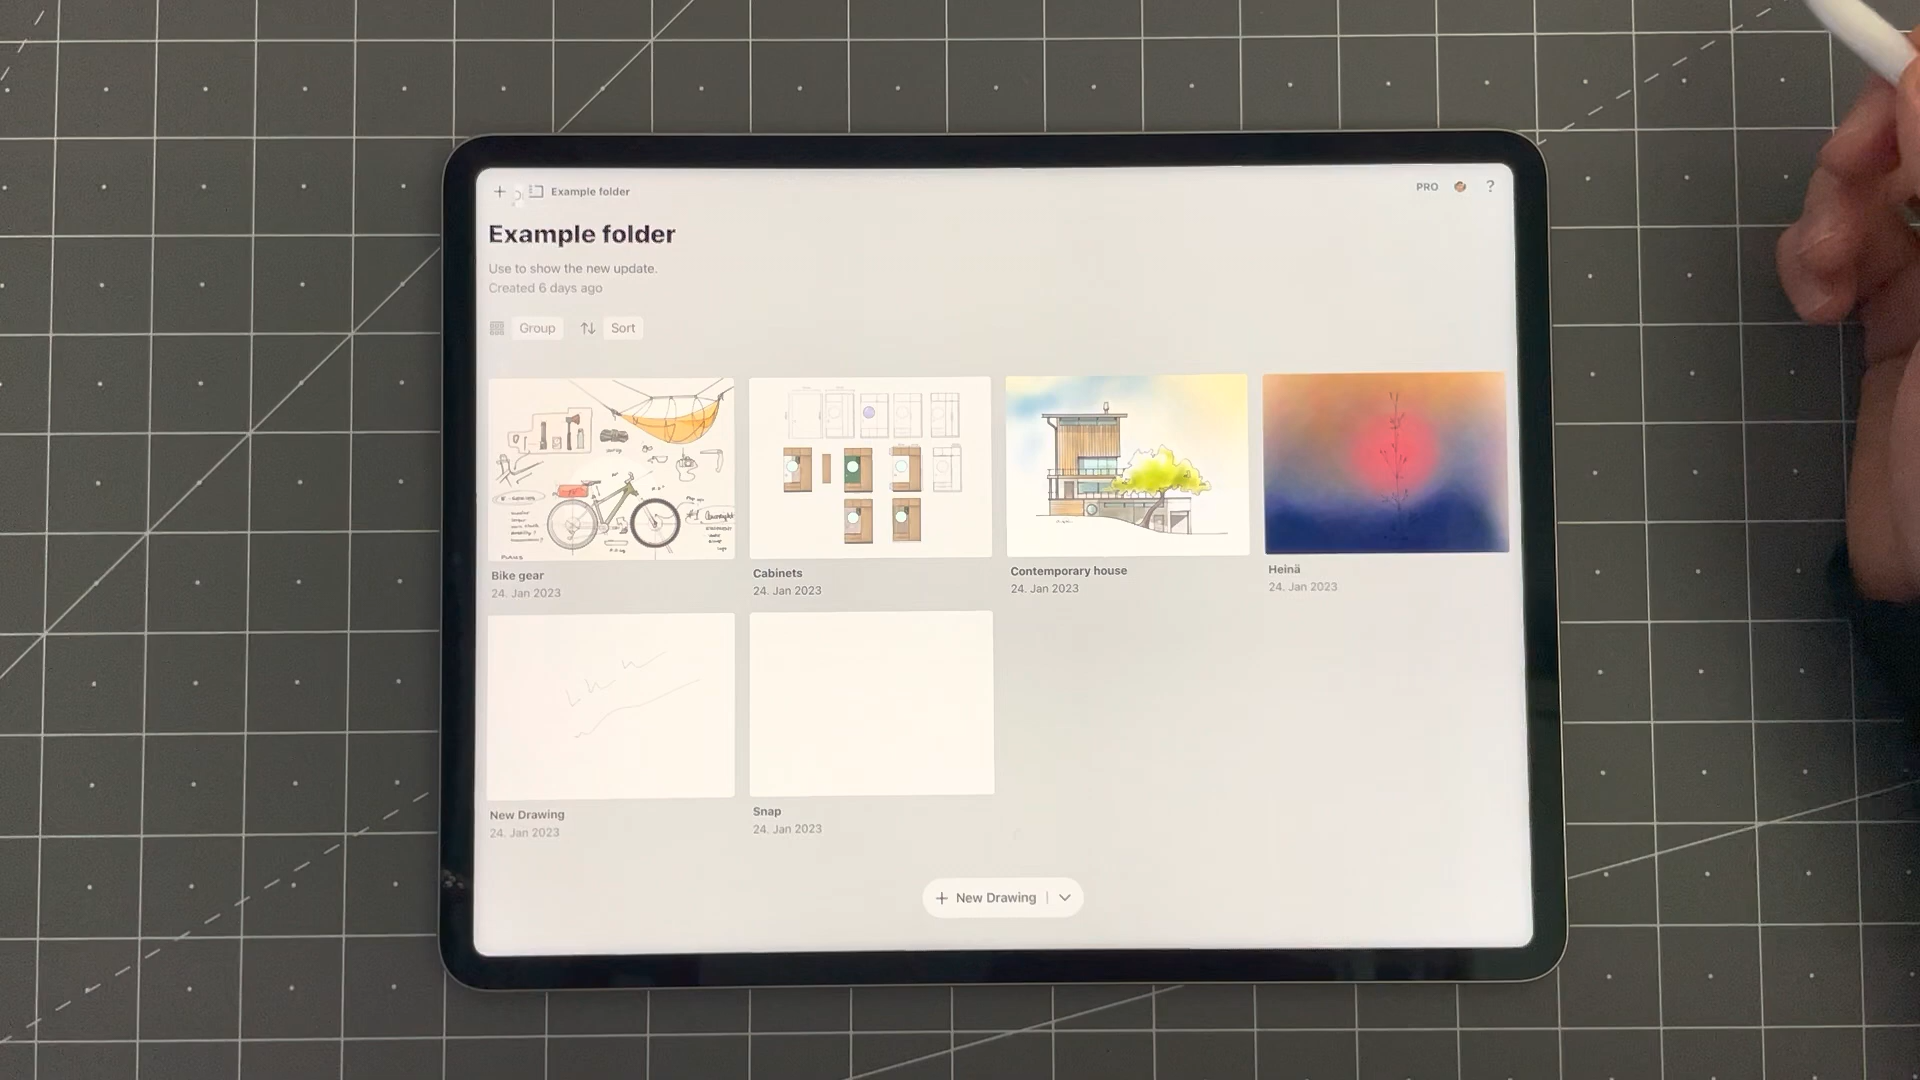 Example folder
PRO ?
Example folder
Use to show the new update.
Created 6 days ago
Group Sort
Bike gear
24. Jan 2023
Cabinets
24. Jan 2023
Contemporary house
24. Jan 2023
Heinä
24. Jan 2023
New Drawing
24. Jan 2023
Snap
24. Jan 2023
+ New Drawing